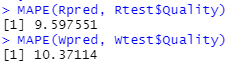 > MAPE(Rpred, Rtest$Quality)
[1] 9.597551
> MAPE(Wpred, Wtest$Quality)
[1] 10.37114